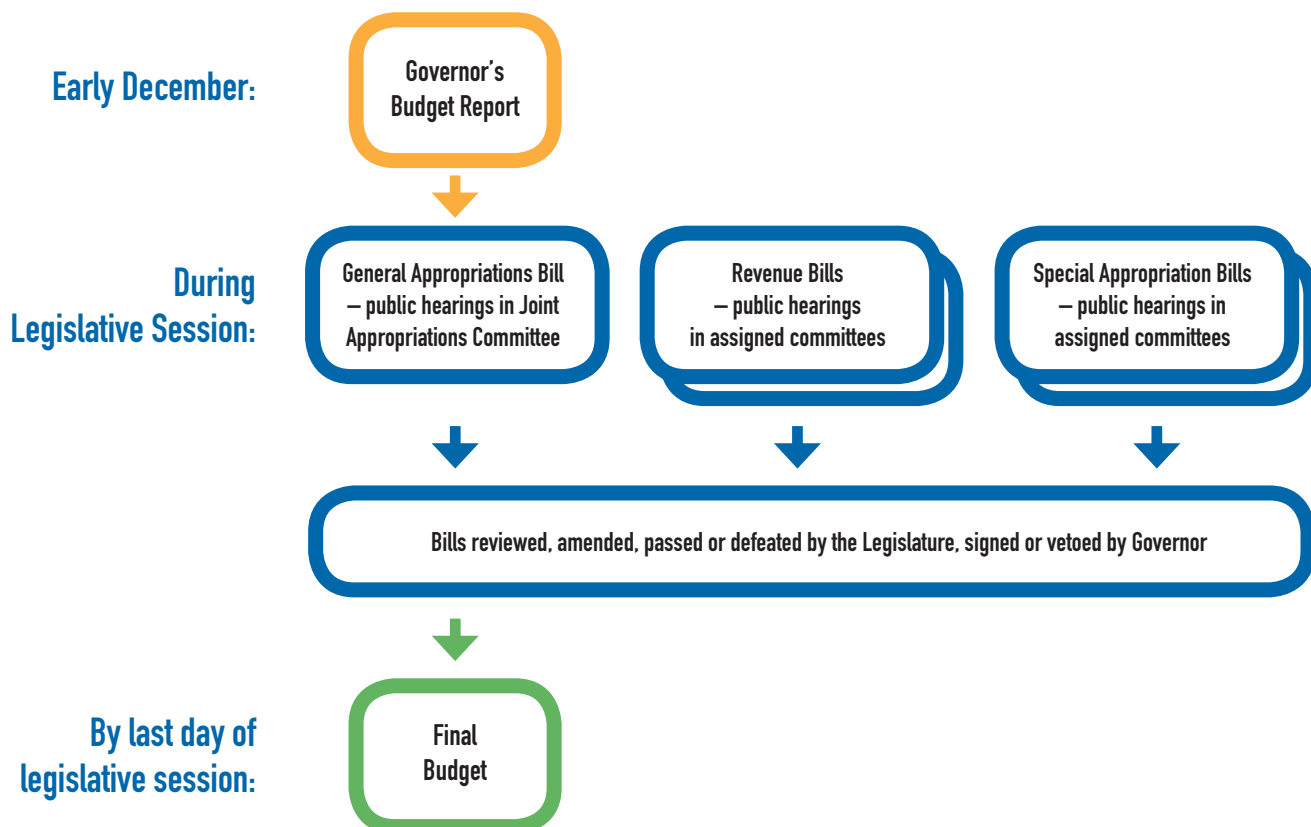 Early December:
Governor’s
Budget Report
During
Legislative Session:
General Appropriations Bill
– public hearings in Joint
Appropriations Committee
Revenue Bills
– public hearings
in assigned committees
Special Appropriation Bills
– public hearings in
assigned committees
Bills reviewed, amended, passed or defeated by the Legislature, signed or vetoed by Governor
By last day of
legislative session:
Final
Budget